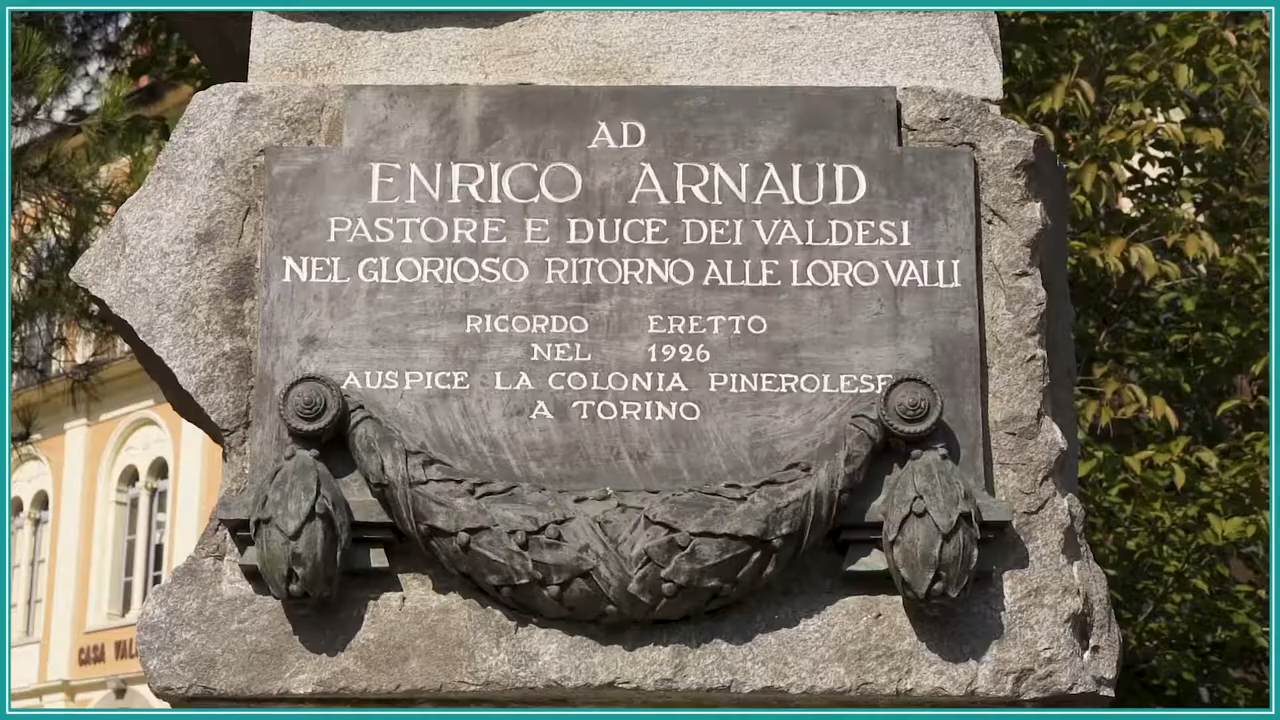 AD
ENRICO ARNAUD
PASTORE E DUCE DEI VALDESI
NEL GLORIOSO RITORNO ALLE LORO VALLI
RICORDO ERETTO
NEL 1926
AUSPICE LA COLONIA PINEROLESE
A TORINO
CASA